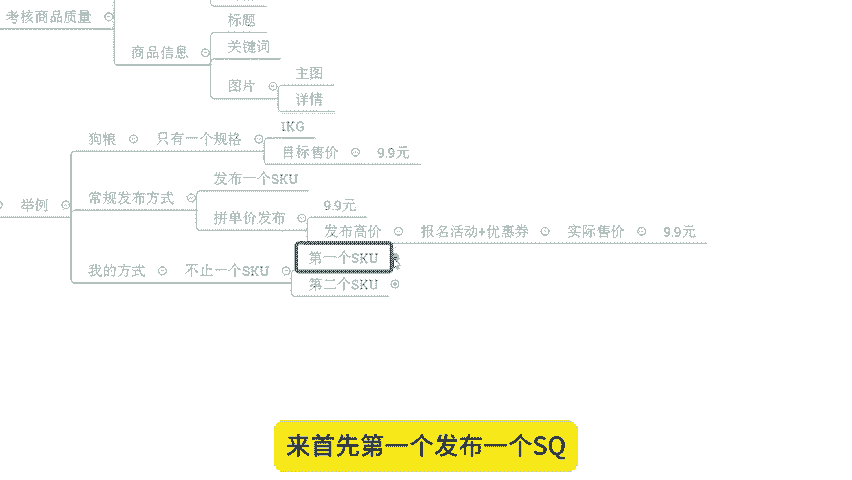 考核商品质量
标题
商品信息
关键词
图片
主图
详情
1KG
狗粮
只有一个规格
目标售价
9.9元
发布一个SKU
举例
常规发布方式
9.9元
拼单价发布
发布高价
报名活动+优惠券
实际售价
9.9元
第一个SKU
我的方式
不止一个SKU
第二个SKU
来首先第一个发布一个SQ